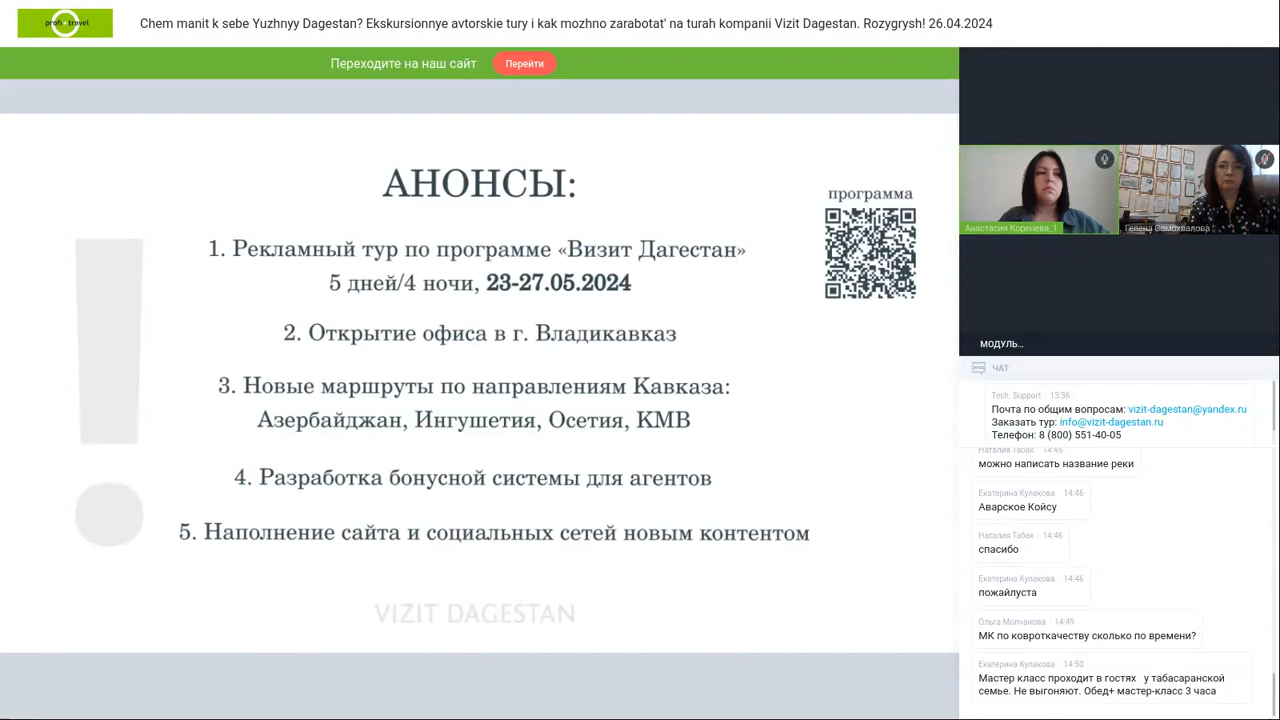 profi travel
Chem manit k sebe Yuzhnyy Dagestan? Ekskursionnye avtorskie tury i kak mozhno zarabotat' na turah kompanii Vizit Dagestan. Rozygrysh! 26.04.2024
Переходите на наш сайт Перейти
АНОНСЫ:
программа
1. Рекламный тур по программе «Визит Дагестан»
5 дней/4 ночи, 23-27.05.2024
2. Открытие офиса в г. Владикавказ
3. Новые маршруты по направлениям Кавказа:
Азербайджан, Ингушетия, Осетия, КМВ
4. Разработка бонусной системы для агентов
5. Наполнение сайта и социальных сетей новым контентом
VIZIT DAGESTAN
Анастасия Коренева_1
Гелена Самохвалова
МОДУЛЬ...
ЧАТ
Tech. Support 13:36
Почта по общим вопросам: vizit-dagestan@yandex.ru
Заказать тур: info@vizit-dagestan.ru
Телефон: 8 (800) 551-40-05
Наталия Табак 14:45
можно написать название реки
Екатерина Кулакова 14:46
Аварское Койсу
Наталия Табак 14:46
спасибо
Екатерина Кулакова 14:46
пожайлуста
Ольга Молчанова 14:49
МК по ковроткачеству сколько по времени?
Екатерина Кулакова 14:50
Мастер класс проходит в гостях у табасаранской
семье. Не выгоняют. Обед+ мастер-класс 3 часа